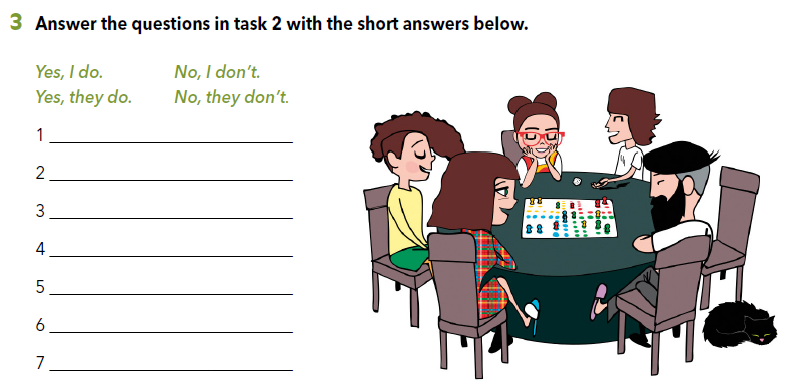 3 Answer the questions in task 2 with the short answers below.
Yes, I do. No, I don't.
Yes, they do. No, they don't.
1
2
3
4
5
6
7